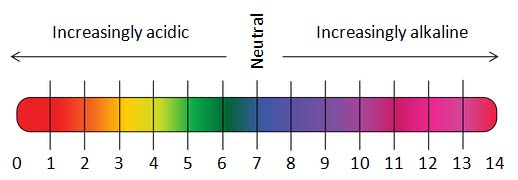 Increasingly acidic
Neutral
Increasingly alkaline
0 1 2 3 4 5 6 7 8 9 10 11 12 13 14